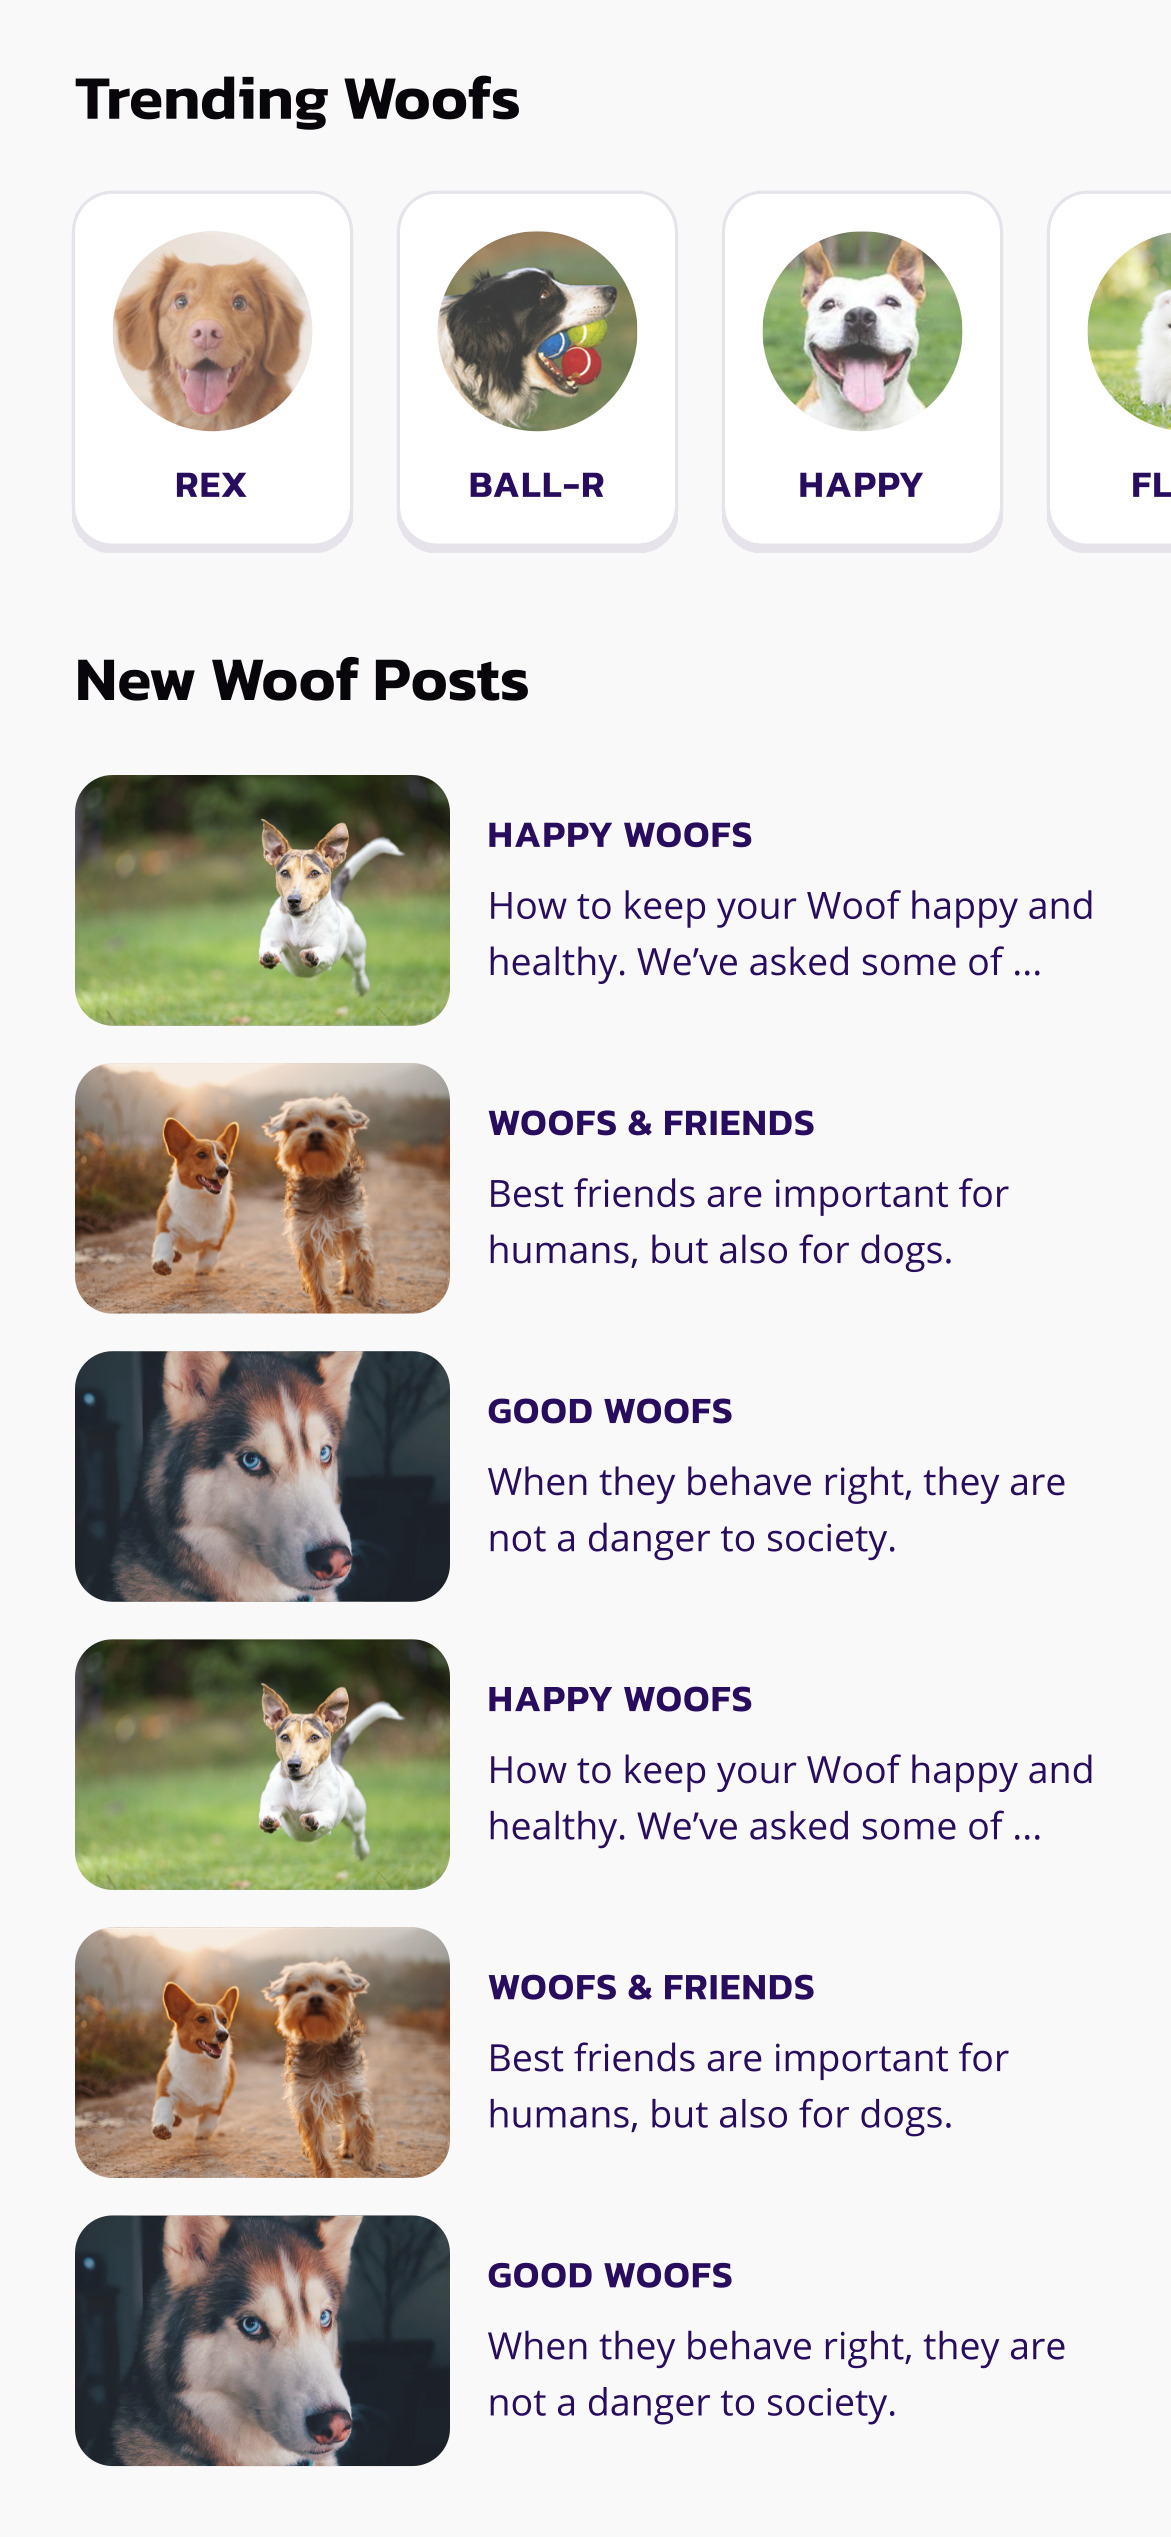 Trending Woofs
REX
BALL-R
HAPPY
FL
New Woof Posts
HAPPY WOOFS
How to keep your Woof happy and
healthy. We’ve asked some of ...
WOOFS & FRIENDS
Best friends are important for
humans, but also for dogs.
GOOD WOOFS
When they behave right, they are
not a danger to society.
HAPPY WOOFS
How to keep your Woof happy and
healthy. We’ve asked some of ...
WOOFS & FRIENDS
Best friends are important for
humans, but also for dogs.
GOOD WOOFS
When they behave right, they are
not a danger to society.